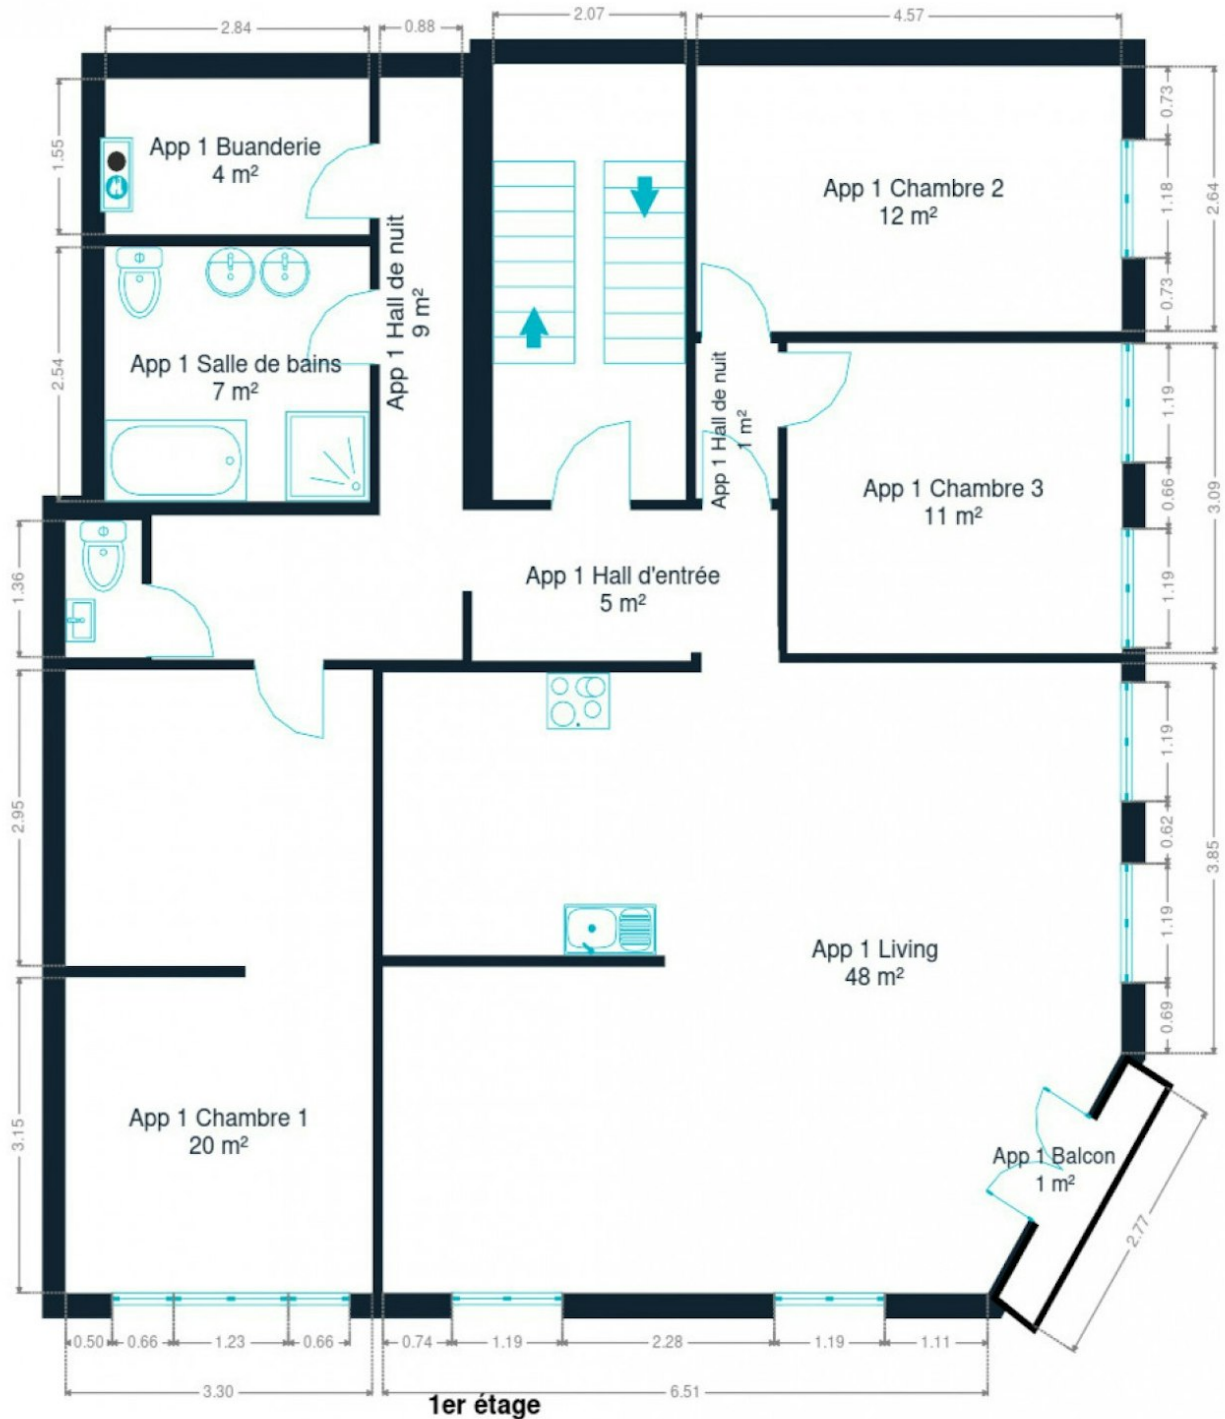 2.84
0.88
2.07
4.57
App 1 Buanderie
4 m²
1.55
App 1 Chambre 2
12 m²
0.73
1.18
0.73
2.64
App 1 Hall de nuit
9 m²
App 1 Salle de bains
7 m²
2.54
App 1 Hall de nuit
1 m²
App 1 Chambre 3
11 m²
1.19
0.66
1.19
3.09
1.36
App 1 Hall d'entrée
5 m²
2.95
App 1 Living
48 m²
1.19
0.62
1.19
0.69
3.85
App 1 Chambre 1
20 m²
3.15
App 1 Balcon
1 m²
2.77
0.50
0.66
1.23
0.66
0.74
1.19
2.28
1.19
1.11
3.30
6.51
1er étage